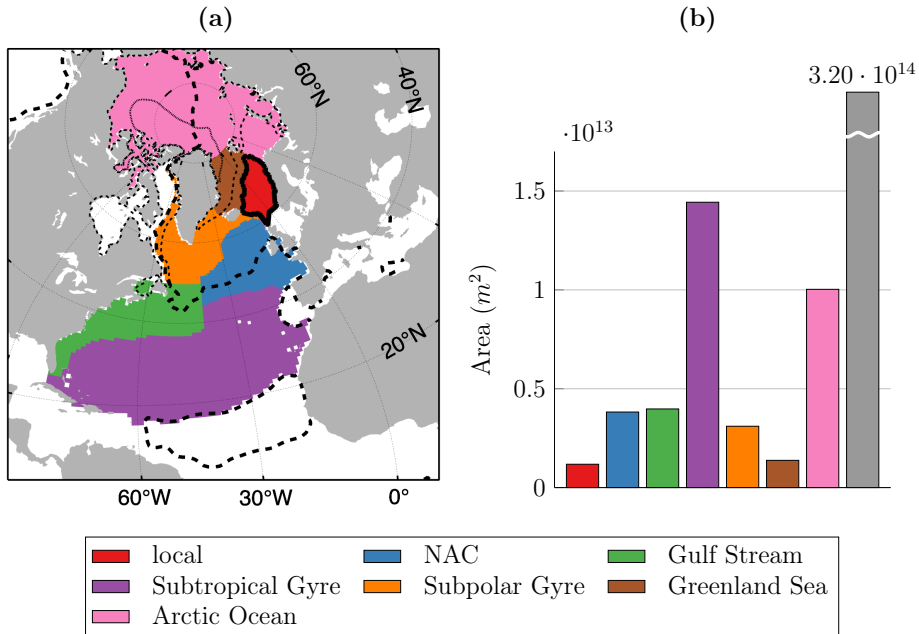 (a)
(b)
60°N
40°N
20°N
60°W
30°W
0°
3.20 · 10^14
·10^13
1.5
1
0.5
0
Area (m^2)
local
NAC
Gulf Stream
Subtropical Gyre
Subpolar Gyre
Greenland Sea
Arctic Ocean